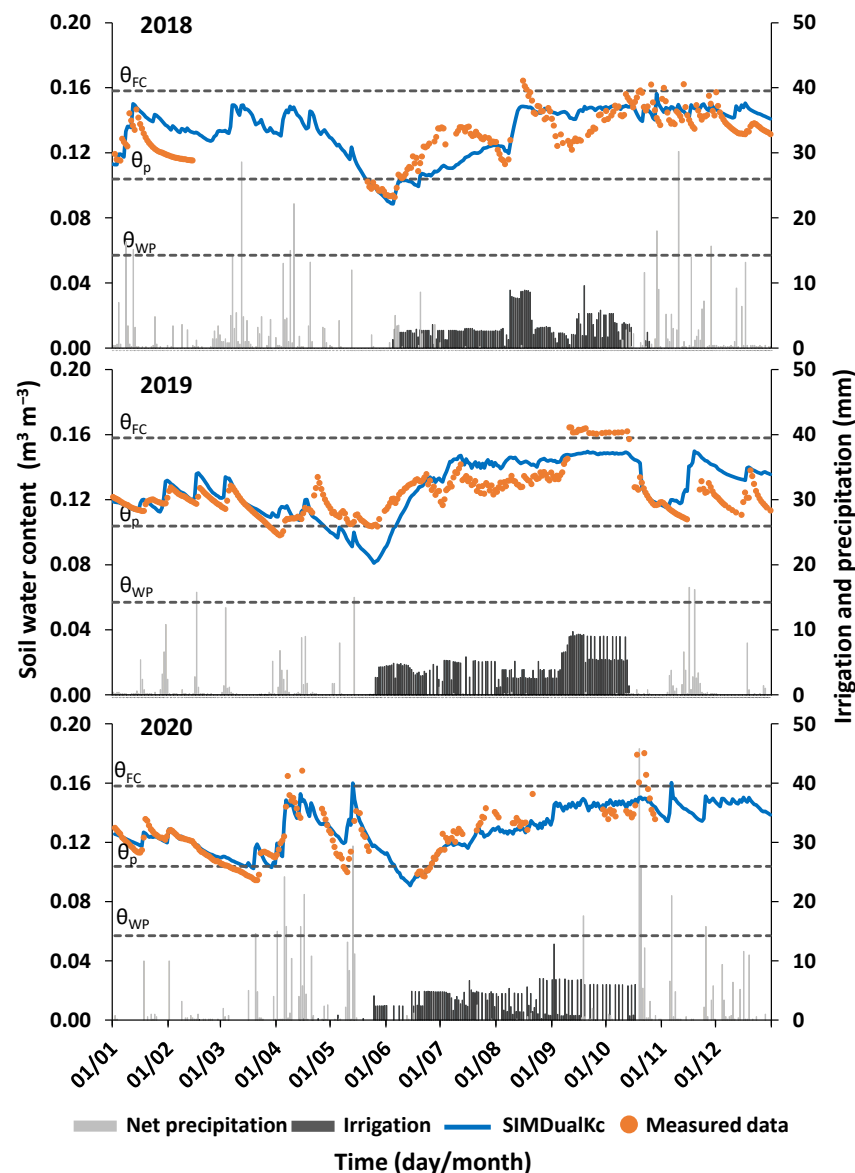 2018
0.20
0.16
0.12
0.08
0.04
0.00
50
40
30
20
10
0
θFC
θp
θWP
2019
0.20
0.16
0.12
0.08
0.04
0.00
50
40
30
20
10
0
θFC
θp
θWP
2020
0.20
0.16
0.12
0.08
0.04
0.00
50
40
30
20
10
0
θFC
θp
θWP
Soil water content (m³ m⁻³)
Irrigation and precipitation (mm)
01/01 01/02 01/03 01/04 01/05 01/06 01/07 01/08 01/09 01/10 01/11 01/12
Net precipitation Irrigation SIMDualKc Measured data
Time (day/month)